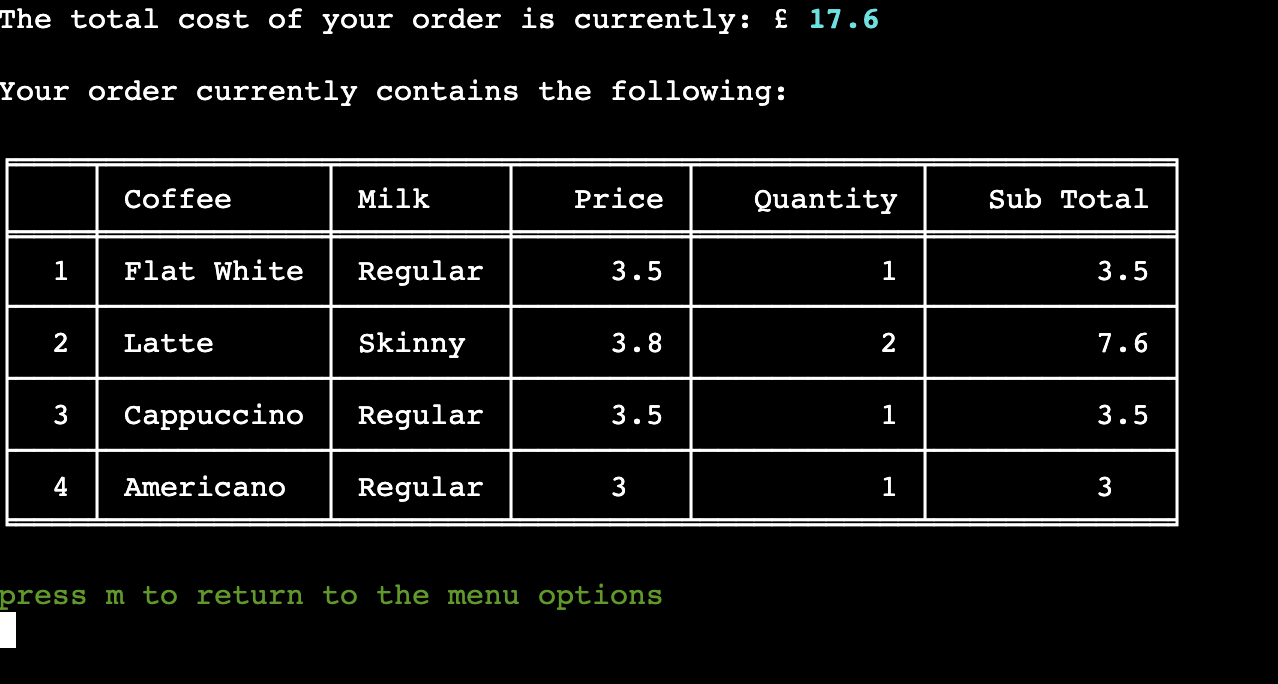 The total cost of your order is currently: £ 17.6
Your order currently contains the following:
Coffee Milk Price Quantity Sub Total
1 Flat White Regular 3.5 1 3.5
2 Latte Skinny 3.8 2 7.6
3 Cappuccino Regular 3.5 1 3.5
4 Americano Regular 3 1 3
press m to return to the menu options